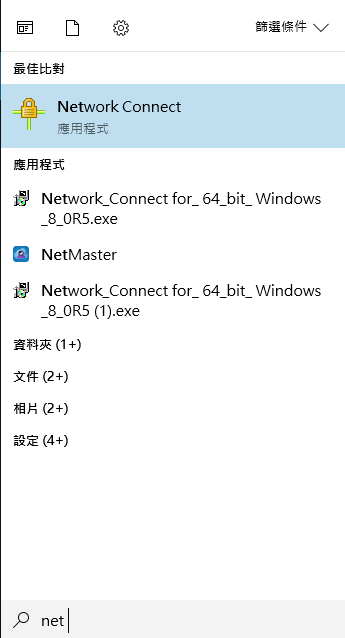 篩選條件
最佳比對
Network Connect
應用程式
應用程式
Network_Connect for_ 64_bit_ Windows
_8_0R5.exe
NetMaster
Network_Connect for_ 64_bit_ Windows
_8_0R5 (1).exe
資料夾 (1+)
文件 (2+)
相片 (2+)
設定 (4+)
net